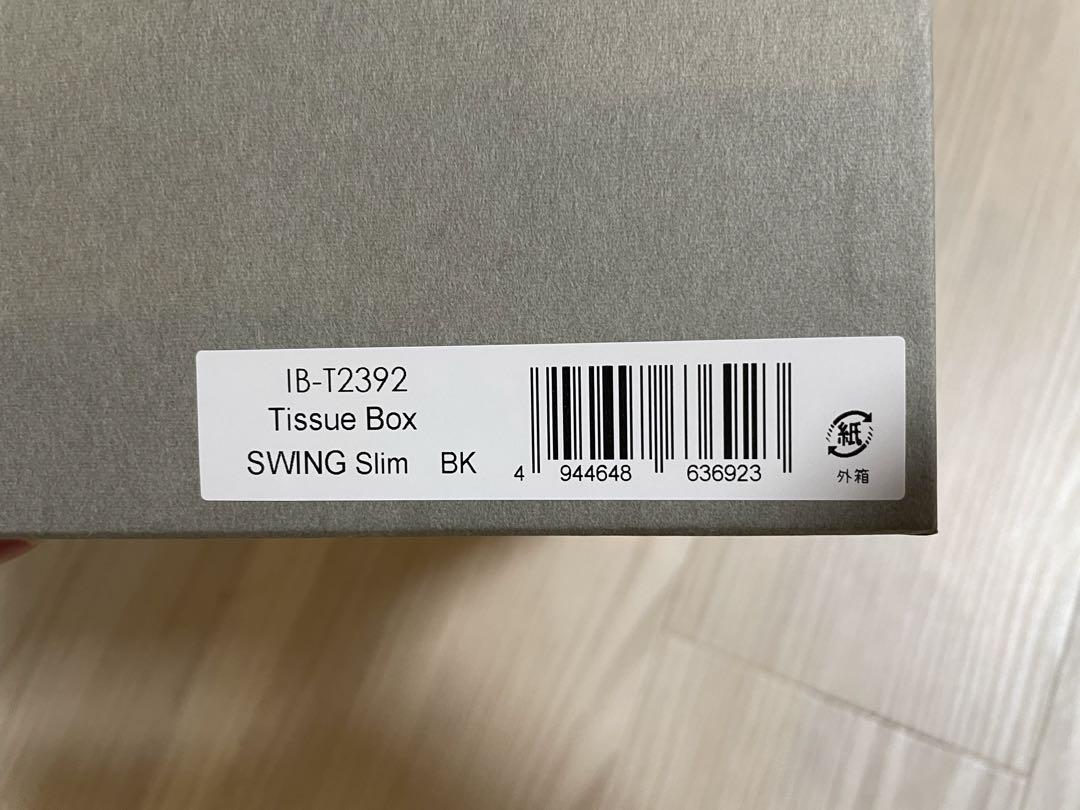 IB-T2392
Tissue Box
SWING Slim BK
4 944648 636923
紙
外箱